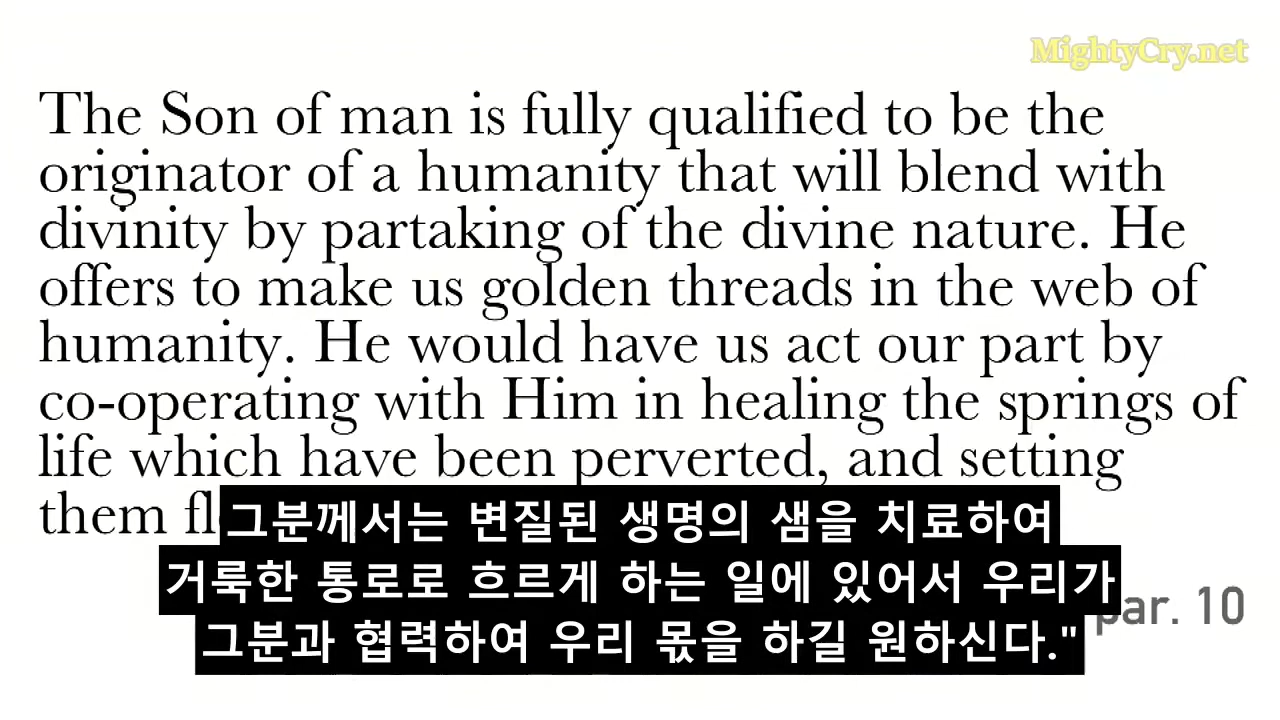 MightyCry.net
The Son of man is fully qualified to be the
originator of a humanity that will blend with
divinity by partaking of the divine nature. He
offers to make us golden threads in the web of
humanity. He would have us act our part by
co-operating with Him in healing the springs of
life which have been perverted, and setting
them
그분께서는 변질된 생명의 샘을 치료하여
거룩한 통로로 흐르게 하는 일에 있어서 우리가
par. 10
그분과 협력하여 우리 몫을 하길 원하신다."